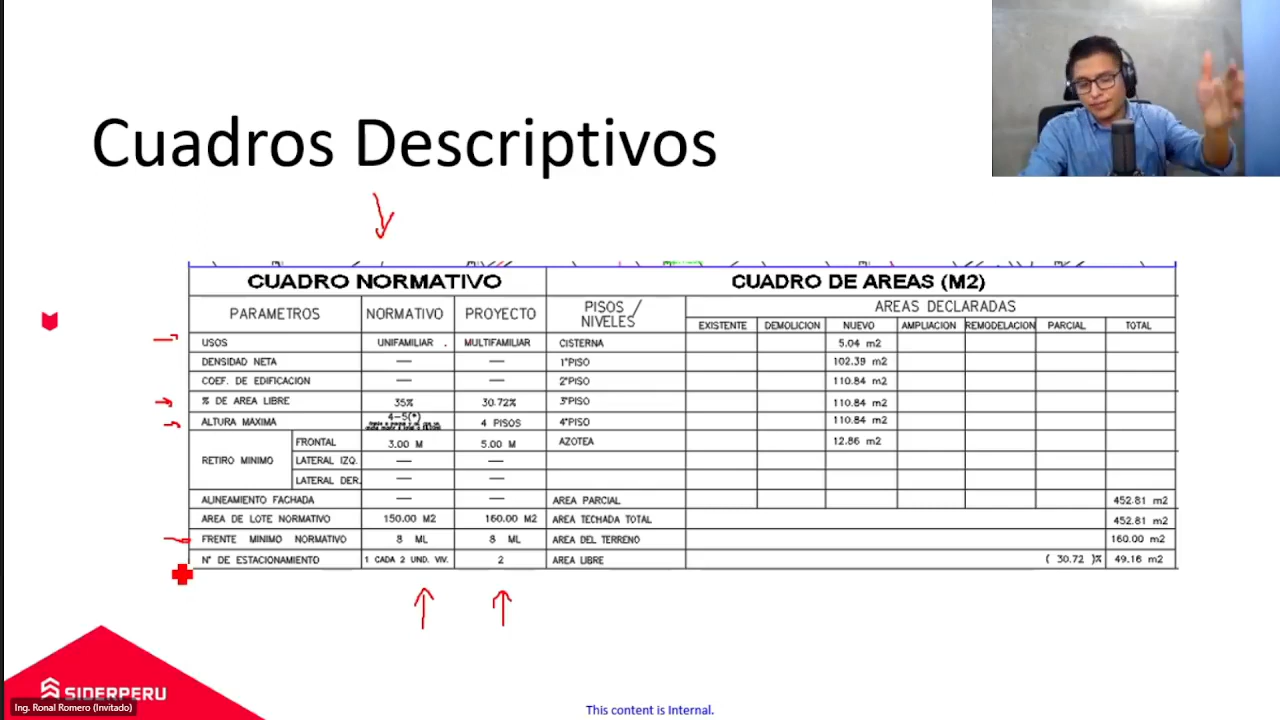 Cuadros Descriptivos
CUADRO NORMATIVO CUADRO DE AREAS (M2)
PARAMETROS NORMATIVO PROYECTO PISOS / NIVELES AREAS DECLARADAS
EXISTENTE DEMOLICION NUEVO AMPLIACION REMODELACION PARCIAL TOTAL
USOS UNIFAMILIAR . MULTIFAMILIAR CISTERNA 5.04 m2
DENSIDAD NETA — — 1°PISO 102.39 m2
COEF. DE EDIFICACION — — 2°PISO 110.84 m2
% DE AREA LIBRE 35% 30.72% 3°PISO 110.84 m2
ALTURA MAXIMA 4-5(*) 4 PISOS 4°PISO 110.84 m2
RETIRO MINIMO FRONTAL 3.00 M 5.00 M AZOTEA 12.86 m2
LATERAL IZQ. — —
LATERAL DER. — —
ALINEAMIENTO FACHADA — — AREA PARCIAL 452.81 m2
AREA DE LOTE NORMATIVO 150.00 M2 160.00 M2 AREA TECHADA TOTAL 452.81 m2
FRENTE MINIMO NORMATIVO 8 ML 8 ML AREA DEL TERRENO 160.00 m2
N° DE ESTACIONAMIENTO 1 CADA 2 UND. VIV. 2 AREA LIBRE ( 30.72 )% 49.16 m2
SIDERPERU
Ing. Ronal Romero (Invitado)
This content is Internal.